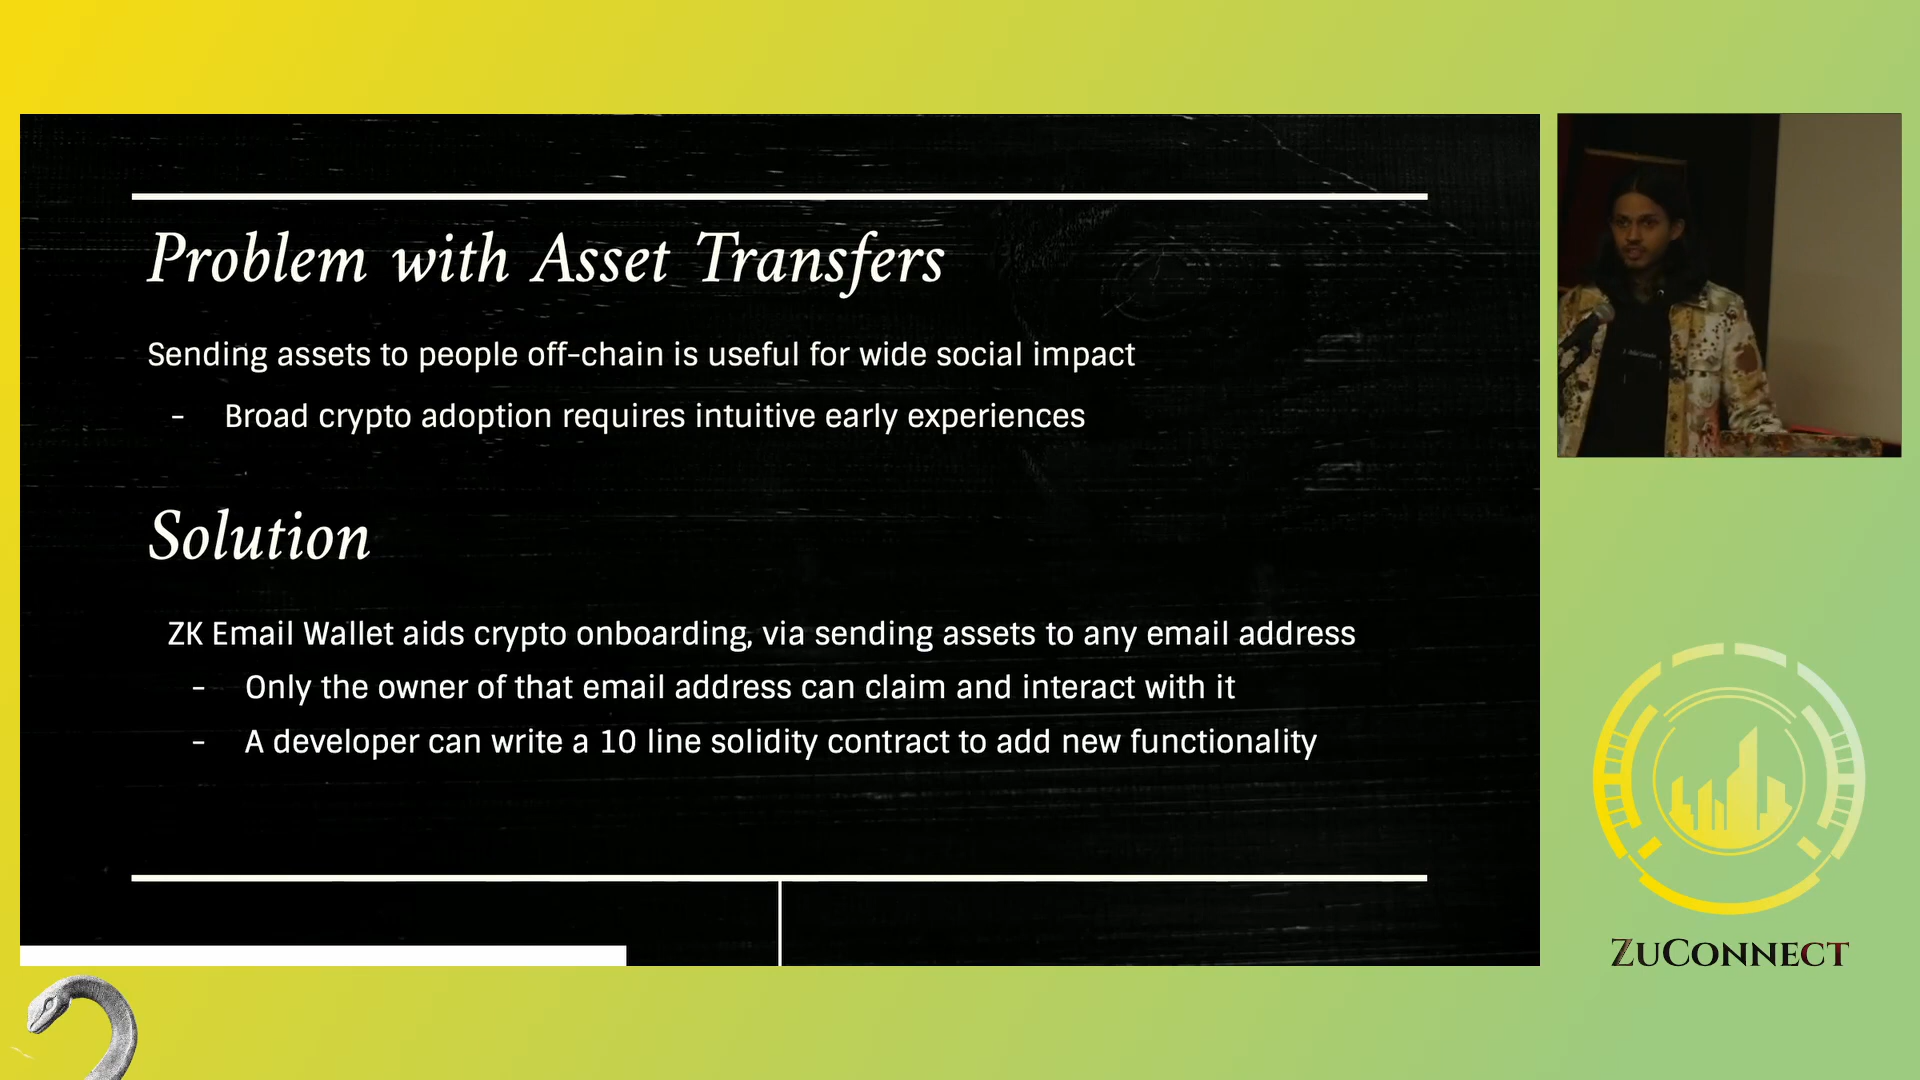 Problem with Asset Transfers
Sending assets to people off-chain is useful for wide social impact
- Broad crypto adoption requires intuitive early experiences
Solution
ZK Email Wallet aids crypto onboarding, via sending assets to any email address
- Only the owner of that email address can claim and interact with it
- A developer can write a 10 line solidity contract to add new functionality
ZUCONNECT